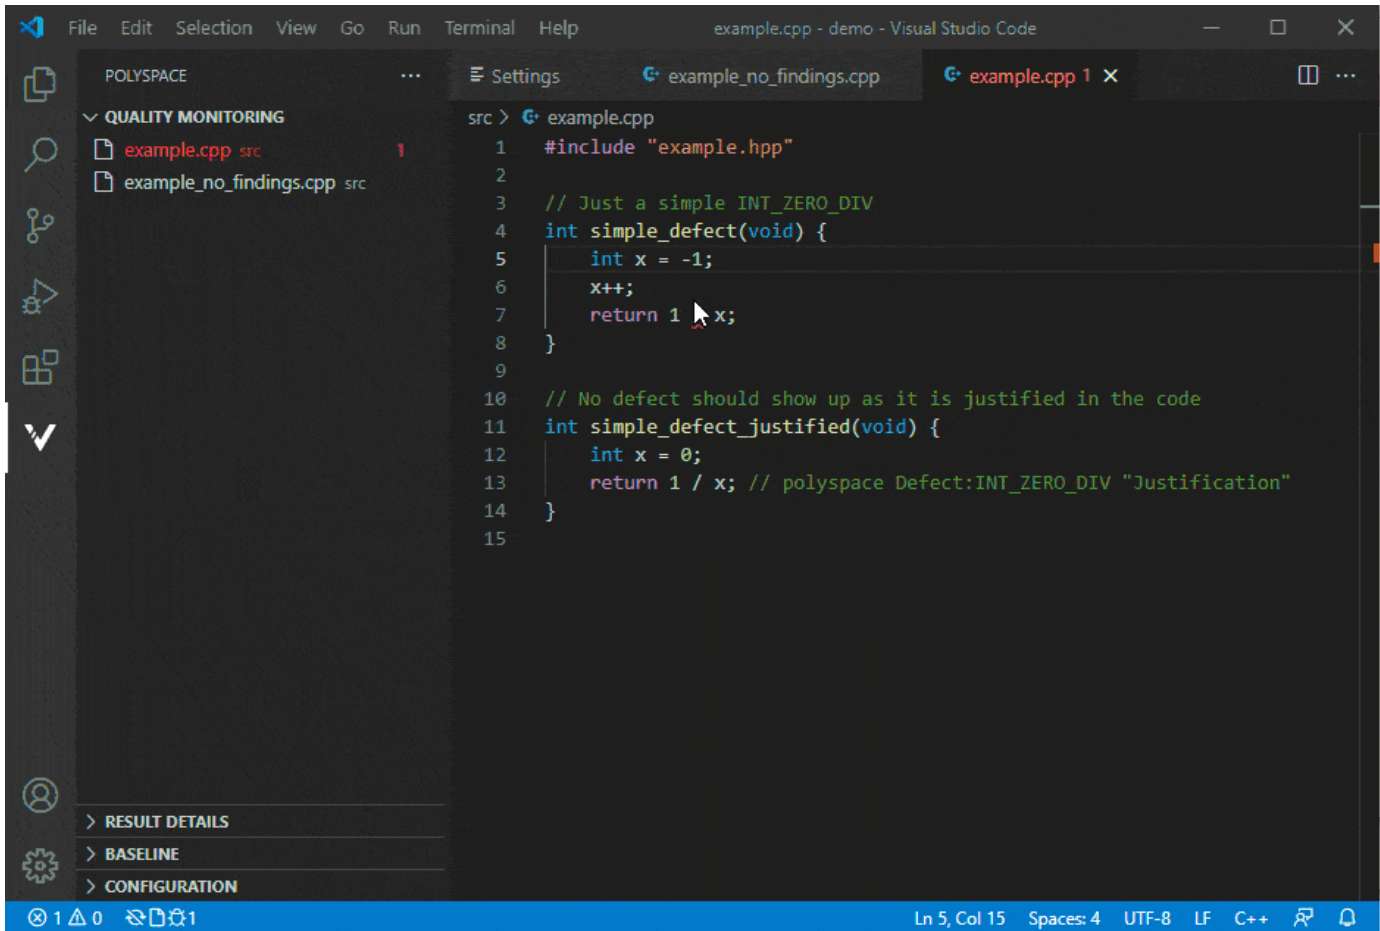 File Edit Selection View Go Run Terminal Help example.cpp - demo - Visual Studio Code
POLYSPACE
QUALITY MONITORING
example.cpp src 1
example_no_findings.cpp src
RESULT DETAILS
BASELINE
CONFIGURATION
Settings example_no_findings.cpp example.cpp 1
src > example.cpp
1 #include "example.hpp"
2
3 // Just a simple INT_ZERO_DIV
4 int simple_defect(void) {
5 int x = -1;
6 x++;
7 return 1 x;
8 }
9
10 // No defect should show up as it is justified in the code
11 int simple_defect_justified(void) {
12 int x = 0;
13 return 1 / x; // polyspace Defect:INT_ZERO_DIV "Justification"
14 }
15
1 0 1 Ln 5, Col 15 Spaces: 4 UTF-8 LF C++